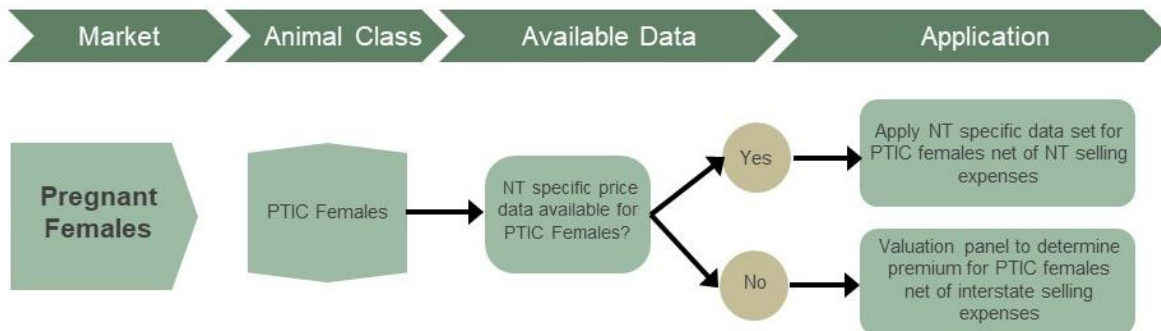 Market
Animal Class
Available Data
Application
Pregnant
Females
PTIC Females
NT specific price
data available for
PTIC Females?
Yes
Apply NT specific data set for
PTIC females net of NT selling
expenses
No
Valuation panel to determine
premium for PTIC females
net of interstate selling
expenses